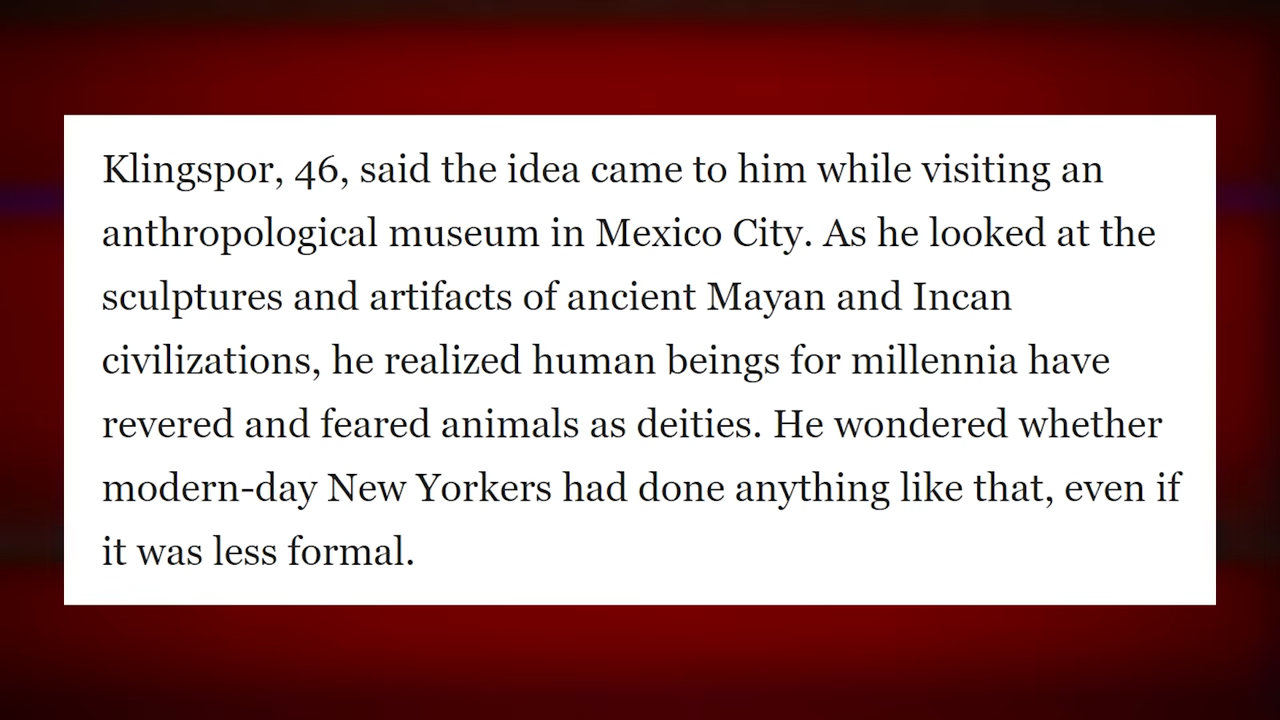 Klingspor, 46, said the idea came to him while visiting an
anthropological museum in Mexico City. As he looked at the
sculptures and artifacts of ancient Mayan and Incan
civilizations, he realized human beings for millennia have
revered and feared animals as deities. He wondered whether
modern-day New Yorkers had done anything like that, even if
it was less formal.